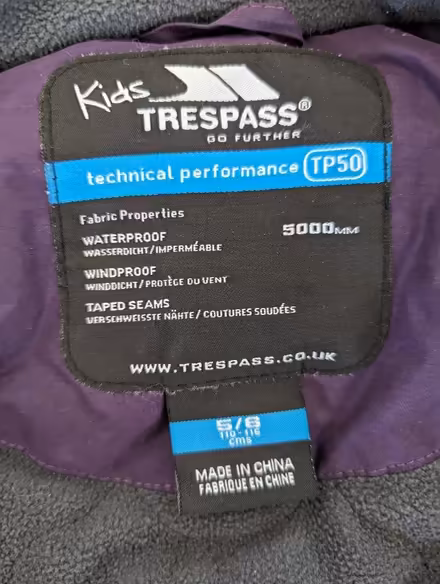 Kids
TRESPASS®
GO FURTHER
technical performance TP50
Fabric Properties
WATERPROOF 5000MM
WASSERDICHT/IMPERMÉABLE
WINDPROOF
WINDDICHT/PROTÈGE DU VENT
TAPED SEAMS
VERSCHWEISSTE NÄHTE/COUTURES SOUDÉES
WWW.TRESPASS.CO.UK
5/6
110-116
cms
MADE IN CHINA
FABRIQUE EN CHINE